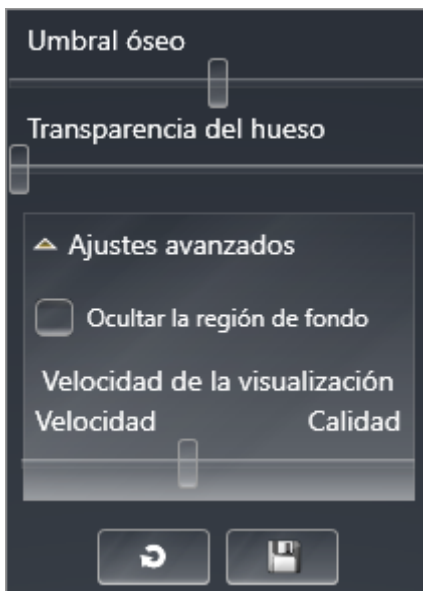 Umbral óseo
Transparencia del hueso
Ajustes avanzados
Ocultar la región de fondo
Velocidad de la visualización
Velocidad Calidad